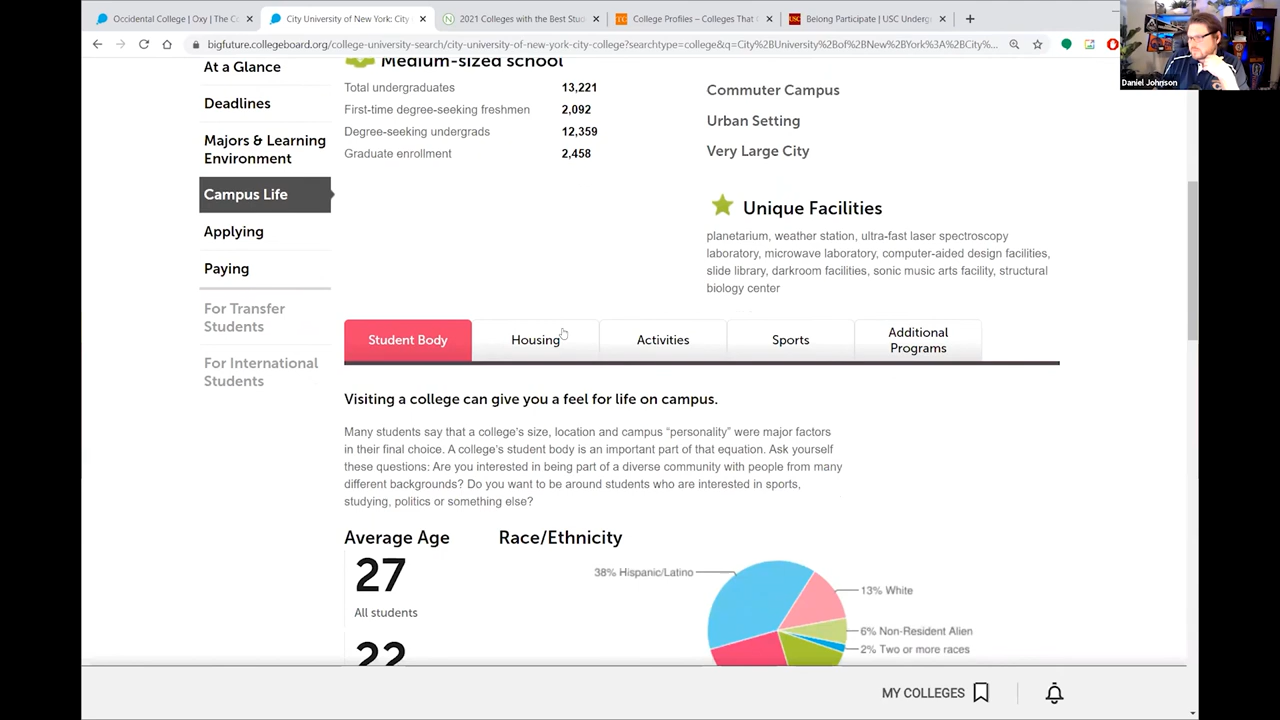 Occidental College | Oxy | The Co
City University of New York: City
2021 Colleges with the Best Stud
College Profiles – Colleges That C
Belong Participate | USC Underg
bigfuture.collegeboard.org/college-university-search/city-university-of-new-york-city-college?searchtype=college&q=City%2BUniversity%2Bof%2BNew%2BYork%3A%2BCity%...
Daniel Johnson
At a Glance
Deadlines
Majors & Learning
Environment
Campus Life
Applying
Paying
For Transfer
Students
For International
Students
Medium-sized school
Total undergraduates 13,221
First-time degree-seeking freshmen 2,092
Degree-seeking undergrads 12,359
Graduate enrollment 2,458
Commuter Campus
Urban Setting
Very Large City
Unique Facilities
planetarium, weather station, ultra-fast laser spectroscopy
laboratory, microwave laboratory, computer-aided design facilities,
slide library, darkroom facilities, sonic music arts facility, structural
biology center
Student Body
Housing
Activities
Sports
Additional
Programs
Visiting a college can give you a feel for life on campus.
Many students say that a college's size, location and campus “personality” were major factors
in their final choice. A college's student body is an important part of that equation. Ask yourself
these questions: Are you interested in being part of a diverse community with people from many
different backgrounds? Do you want to be around students who are interested in sports,
studying, politics or something else?
Average Age
27
All students
22
Race/Ethnicity
38% Hispanic/Latino
13% White
6% Non-Resident Alien
2% Two or more races
MY COLLEGES